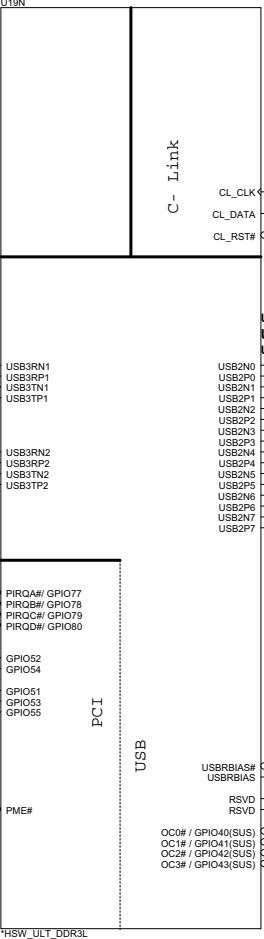 U19N
C- Link
CL_CLK
CL_DATA
CL_RST#
USB3RN1
USB3RP1
USB3TN1
USB3TP1
USB3RN2
USB3RP2
USB3TN2
USB3TP2
USB2N0
USB2P0
USB2N1
USB2P1
USB2N2
USB2P2
USB2N3
USB2P3
USB2N4
USB2P4
USB2N5
USB2P5
USB2N6
USB2P6
USB2N7
USB2P7
PIRQA#/ GPIO77
PIRQB#/ GPIO78
PIRQC#/ GPIO79
PIRQD#/ GPIO80
GPIO52
GPIO54
GPIO51
GPIO53
GPIO55
PCI
USB
PME#
USBRBIAS#
USBRBIAS
RSVD
RSVD
OC0# / GPIO40(SUS)
OC1# / GPIO41(SUS)
OC2# / GPIO42(SUS)
OC3# / GPIO43(SUS)
*HSW_ULT_DDR3L